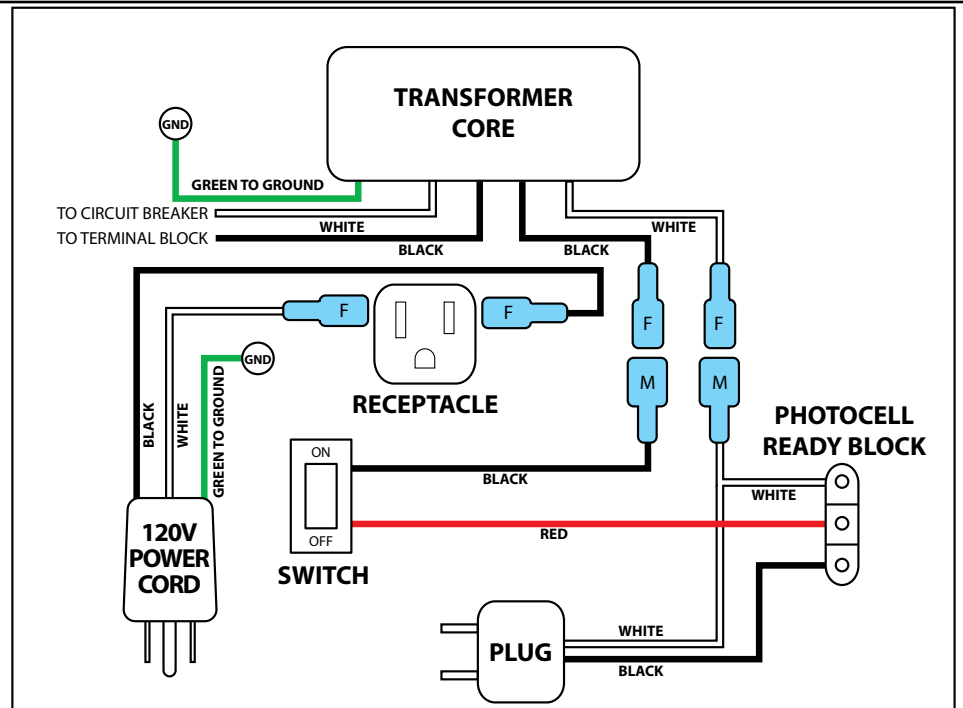 TRANSFORMER
CORE
GND
GREEN TO GROUND
TO CIRCUIT BREAKER
WHITE
WHITE
TO TERMINAL BLOCK
BLACK
BLACK
F
F
F
F
GND
M
M
RECEPTACLE
PHOTOCELL
READY BLOCK
BLACK
WHITE
GREEN TO GROUND
ON
BLACK
WHITE
RED
OFF
120V
POWER
CORD
SWITCH
WHITE
PLUG
BLACK